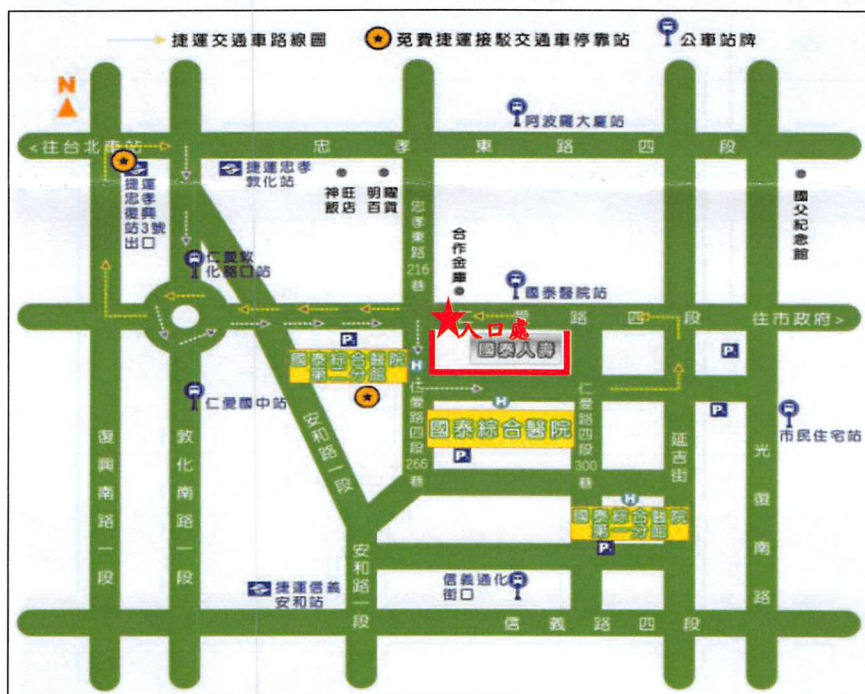 捷運交通車路線圖
免費捷運接駁交通車停靠站
公車站牌
N
阿波羅大廈站
<往台北車站
忠孝東路四段
捷運忠孝復興站3號出口
捷運忠孝
敦化站
神旺飯店
明曜百貨
忠孝東路216巷
合作金庫
國父紀念館
仁愛敦
化路口站
國泰醫院站
愛路四段
往市政府>
入口處
國泰人壽
P
國泰綜合醫院
第二分館
H
P
仁愛國中站
仁愛路四段266巷
H
國泰綜合醫院
P
仁愛路四段300巷
P
市民住宅站
復興南路一段
敦化南路一段
安和路一段
延吉街
光復南路
H
國泰綜合醫院
第一分館
P
安和路一段
捷運信義
安和站
信義通化
街口
信義路四段